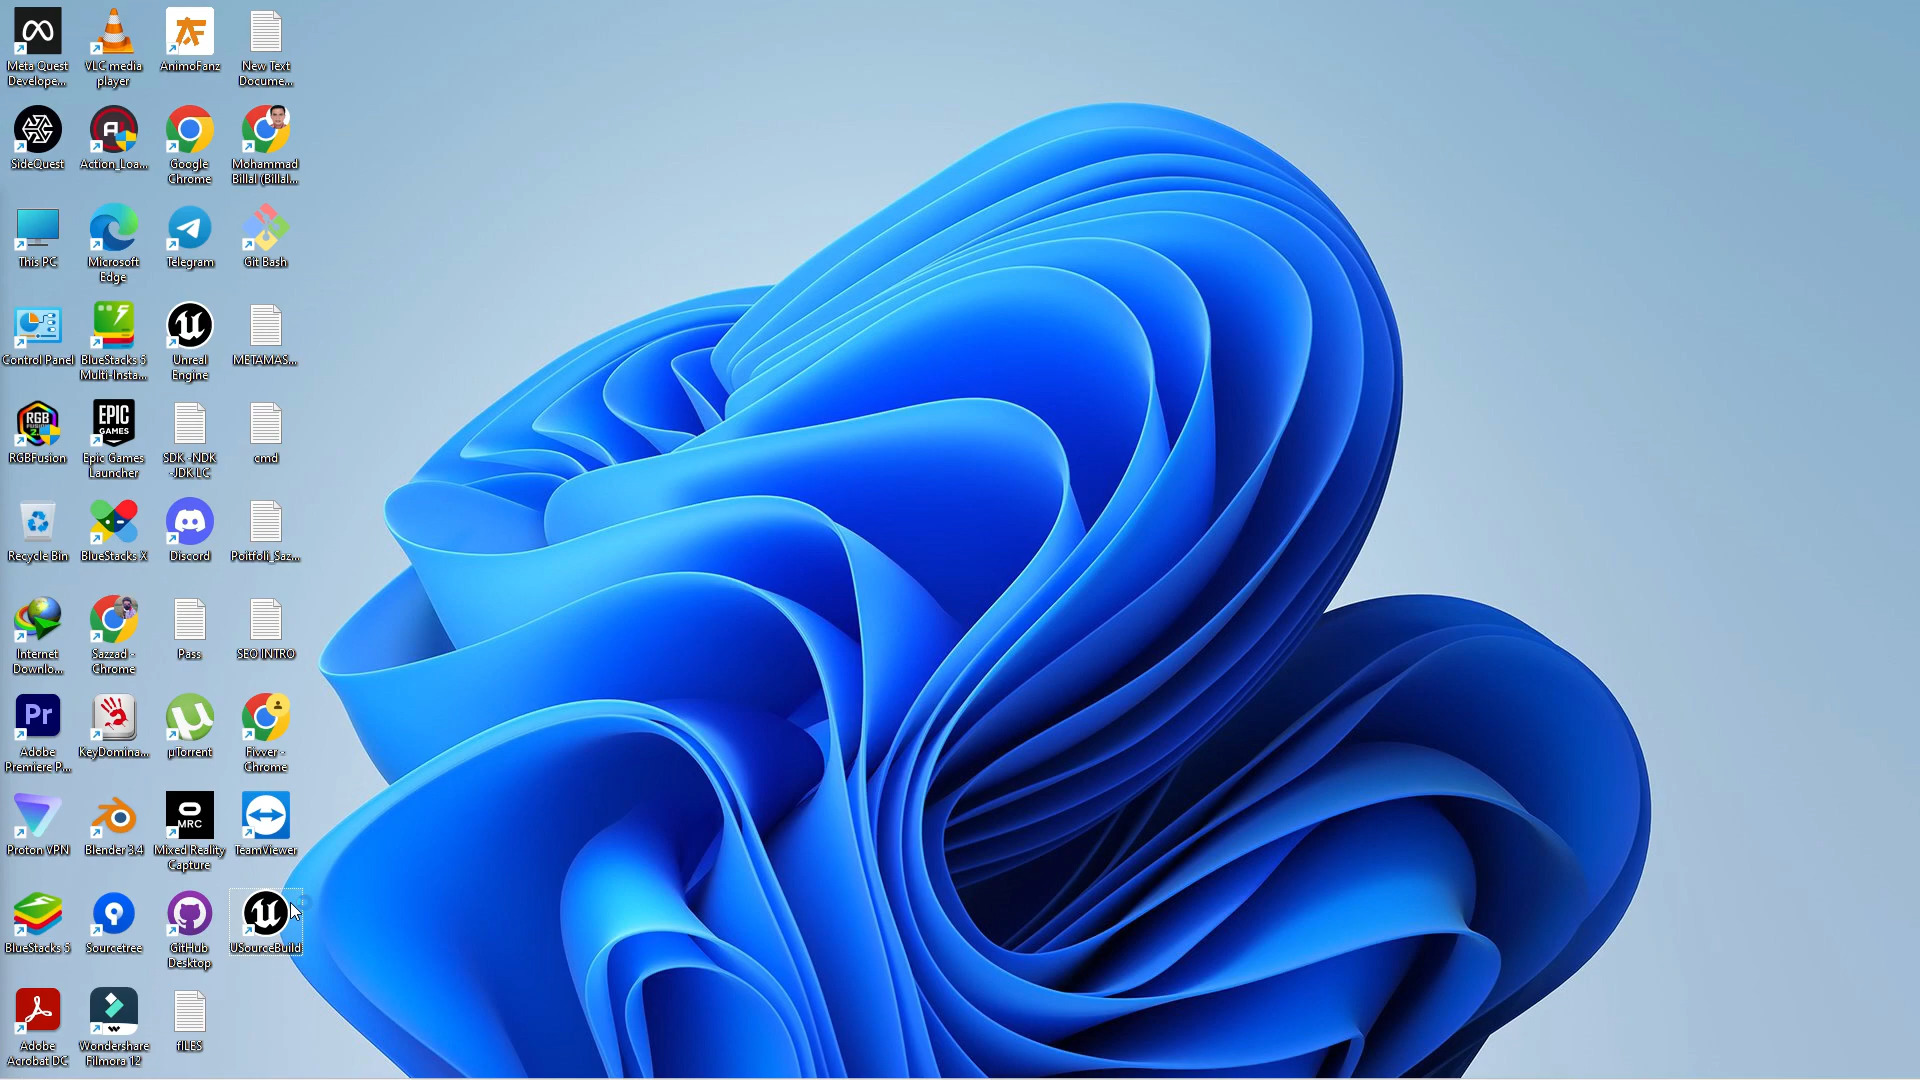 Meta Quest
Develope...
VLC media
player
AnimoFanz
New Text
Docume...
SideQuest
Action_Loa...
Google
Chrome
Mohammad
Billal (Billal...
This PC
Microsoft
Edge
Telegram
Git Bash
Control Panel
BlueStacks 5
Multi-Insta...
Unreal
Engine
METAMAS...
RGB
RGBFusion
EPIC
GAMES
Epic Games
Launcher
SDK -NDK
-JDK LC
cmd
Recycle Bin
BlueStacks X
Discord
Poitfoli_Saz...
Internet
Downlo...
Sazzad -
Chrome
Pass
SEO INTRO
Pr
Adobe
Premiere P...
KeyDomina...
µTorrent
Fivver -
Chrome
Proton VPN
Blender 3.4
MRC
Mixed Reality
Capture
TeamViewer
BlueStacks 5
Sourcetree
GitHub
Desktop
USourceBuild
Adobe
Acrobat DC
Wondershare
Filmora 12
fILES